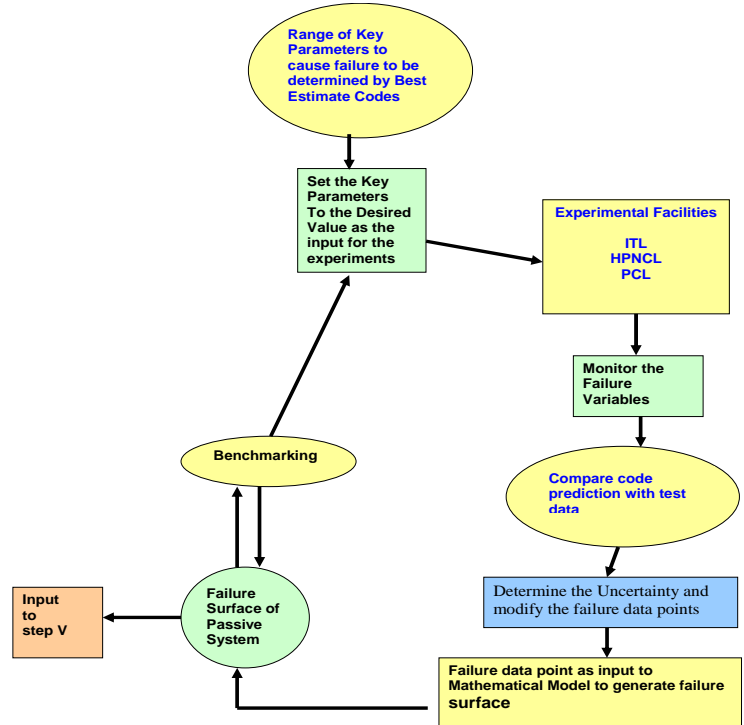 Range of Key
Parameters to
cause failure to be
determined by Best
Estimate Codes
Set the Key
Parameters
To the Desired
Value as the
input for the
experiments
Experimental Facilities
ITL
HPNCL
PCL
Monitor the
Failure
Variables
Compare code
prediction with test
data
Determine the Uncertainty and
modify the failure data points
Failure data point as input to
Mathematical Model to generate failure
surface
Benchmarking
Failure
Surface of
Passive
System
Input
to
step V